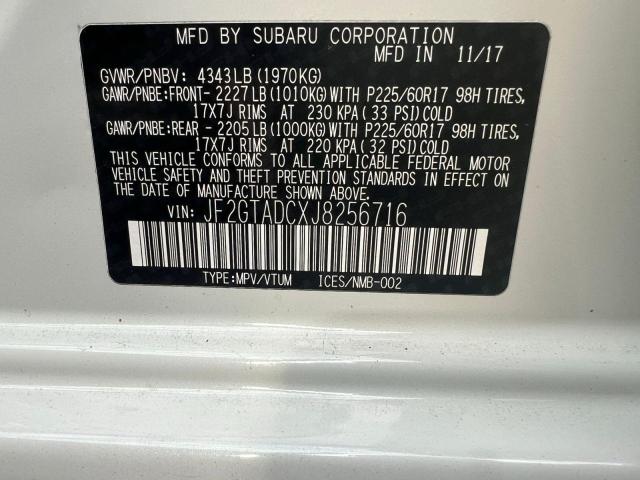 MFD BY SUBARU CORPORATION
MFD IN 11/17
GVWR/PNBV: 4343LB(1970KG)
GAWR/PNBE:FRONT- 2227LB(1010KG)WITH P225/60R17 98H TIRES,
17X7J RIMS AT 230 KPA(33 PSI)COLD
GAWR/PNBE:REAR - 2205LB(1000KG)WITH P225/60R17 98H TIRES,
17X7J RIMS AT 220 KPA(32 PSI)COLD
THIS VEHICLE CONFORMS TO ALL APPLICABLE FEDERAL MOTOR
VEHICLE SAFETY AND THEFT PREVENTION STANDARDS IN EFFECT
ON THE DATE OF MANUFACTURE SHOWN ABOVE.
VIN: JF2GTADCXJ8256716
TYPE:MPV/VTUM ICES/NMB-002